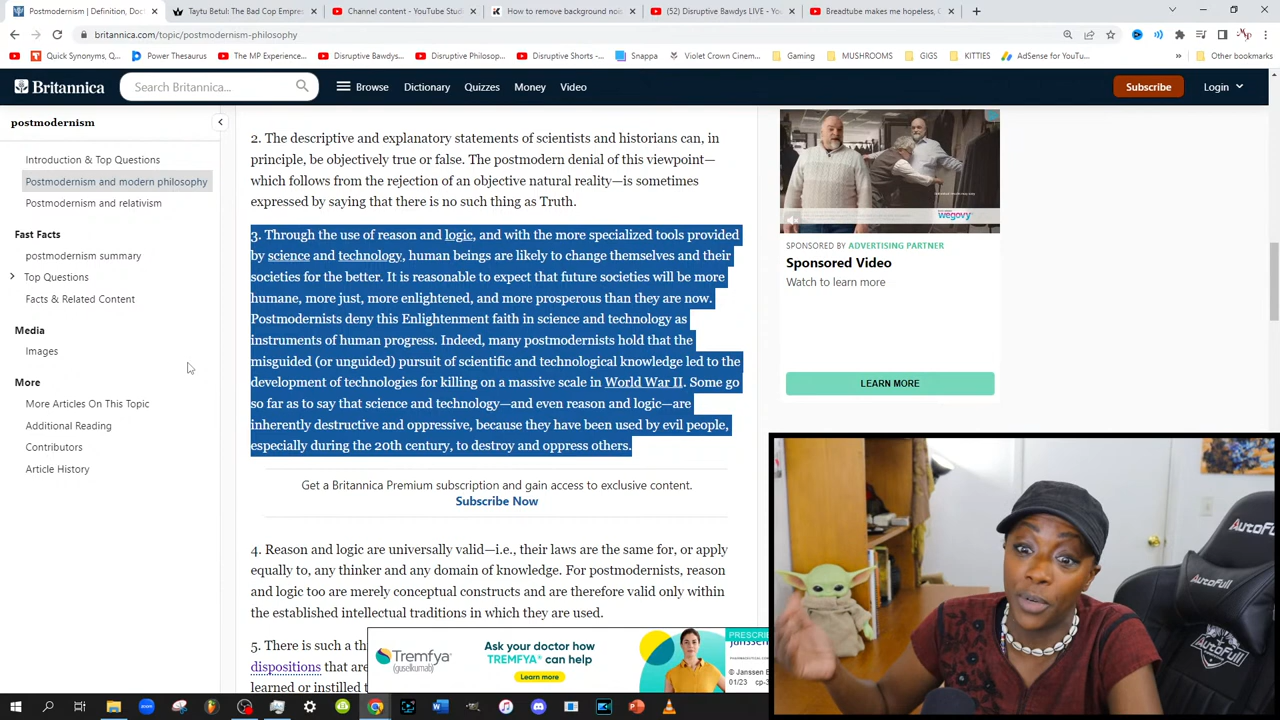 Postmodernism | Definition, Doct
Taytu Betul: The Bad Cop Empres
Channel content - YouTube Studi
How to remove background noi
(52) Disruptive Bawdys LIVE - Yo
Breadtube makes me hopeless, C
britannica.com/topic/postmodernism-philosophy
Quick Synonym, Q...
Power Thesaurus
The MP Experience...
Disruptive Bawdys...
Disruptive Philosop...
Disruptive Shorts -...
Snappa
Violet Crown Cinem...
Gaming
MUSHROOMS
GIGS
KITTIES
AdSense for YouTu...
Other bookmarks
Britannica
Search Britannica...
Browse
Dictionary
Quizzes
Money
Video
Subscribe
Login
postmodernism
Introduction & Top Questions
Postmodernism and modern philosophy
Postmodernism and relativism
Fast Facts
postmodernism summary
Top Questions
Facts & Related Content
Media
Images
More
More Articles On This Topic
Additional Reading
Contributors
Article History
2. The descriptive and explanatory statements of scientists and historians can, in
principle, be objectively true or false. The postmodern denial of this viewpoint—
which follows from the rejection of an objective natural reality—is sometimes
expressed by saying that there is no such thing as Truth.
3. Through the use of reason and logic, and with the more specialized tools provided
by science and technology, human beings are likely to change themselves and their
societies for the better. It is reasonable to expect that future societies will be more
humane, more just, more enlightened, and more prosperous than they are now.
Postmodernists deny this Enlightenment faith in science and technology as
instruments of human progress. Indeed, many postmodernists hold that the
misguided (or unguided) pursuit of scientific and technological knowledge led to the
development of technologies for killing on a massive scale in World War II. Some go
so far as to say that science and technology—and even reason and logic—are
inherently destructive and oppressive, because they have been used by evil people,
especially during the 20th century, to destroy and oppress others.
Get a Britannica Premium subscription and gain access to exclusive content.
Subscribe Now
4. Reason and logic are universally valid—i.e., their laws are the same for, or apply
equally to, any thinker and any domain of knowledge. For postmodernists, reason
and logic too are merely conceptual constructs and are therefore valid only within
the established intellectual traditions in which they are used.
5. There is such a th
dispositions that are
learned or instilled t
wegovy
SPONSORED BY ADVERTISING PARTNER
Sponsored Video
Watch to learn more
LEARN MORE
Tremfya
(guselkumab)
Ask your doctor how
TREMFYA® can help
Learn more
PRESCRI
janssen
© Janssen B
01/23 cp-3
AutoFull
AutoFull